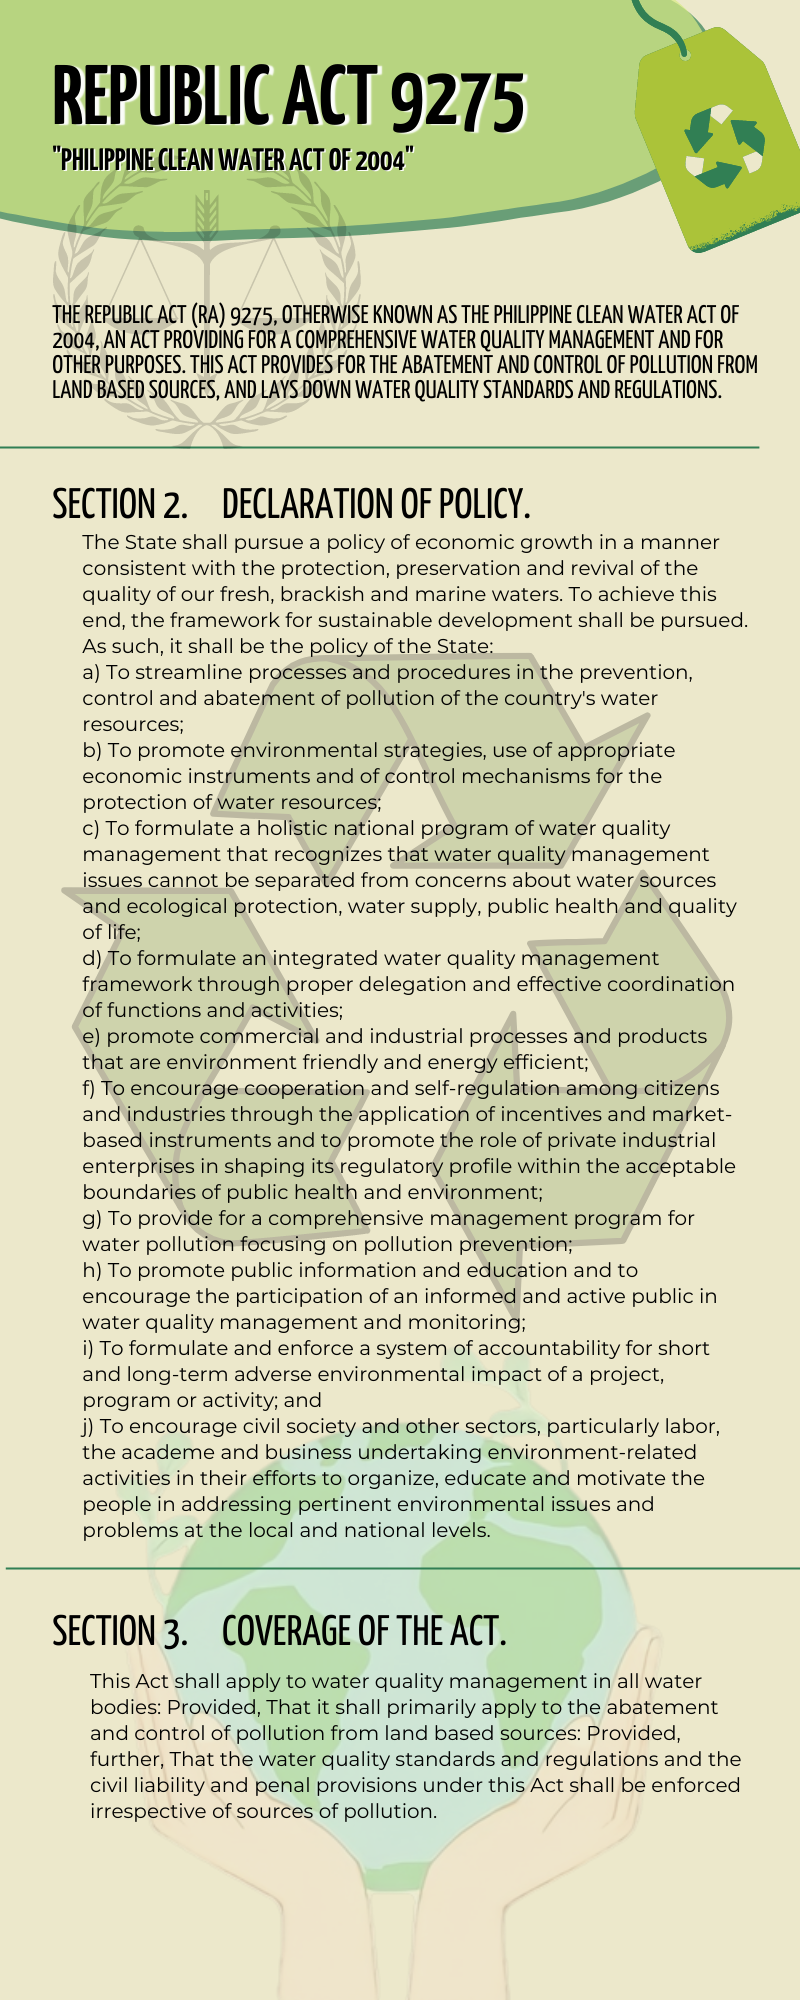 REPUBLIC ACT 9275
"PHILIPPINE CLEAN WATER ACT OF 2004"
THE REPUBLIC ACT (RA) 9275, OTHERWISE KNOWN AS THE PHILIPPINE CLEAN WATER ACT OF
2004, AN ACT PROVIDING FOR A COMPREHENSIVE WATER QUALITY MANAGEMENT AND FOR
OTHER PURPOSES. THIS ACT PROVIDES FOR THE ABATEMENT AND CONTROL OF POLLUTION FROM
LAND BASED SOURCES, AND LAYS DOWN WATER QUALITY STANDARDS AND REGULATIONS.
SECTION 2. DECLARATION OF POLICY.
The State shall pursue a policy of economic growth in a manner
consistent with the protection, preservation and revival of the
quality of our fresh, brackish and marine waters. To achieve this
end, the framework for sustainable development shall be pursued.
As such, it shall be the policy of the State:
a) To streamline processes and procedures in the prevention,
control and abatement of pollution of the country's water
resources;
b) To promote environmental strategies, use of appropriate
economic instruments and of control mechanisms for the
protection of water resources;
c) To formulate a holistic national program of water quality
management that recognizes that water quality management
issues cannot be separated from concerns about water sources
and ecological protection, water supply, public health and quality
of life;
d) To formulate an integrated water quality management
framework through proper delegation and effective coordination
of functions and activities;
e) promote commercial and industrial processes and products
that are environment friendly and energy efficient;
f) To encourage cooperation and self-regulation among citizens
and industries through the application of incentives and market-
based instruments and to promote the role of private industrial
enterprises in shaping its regulatory profile within the acceptable
boundaries of public health and environment;
g) To provide for a comprehensive management program for
water pollution focusing on pollution prevention;
h) To promote public information and education and to
encourage the participation of an informed and active public in
water quality management and monitoring;
i) To formulate and enforce a system of accountability for short
and long-term adverse environmental impact of a project,
program or activity; and
j) To encourage civil society and other sectors, particularly labor,
the academe and business undertaking environment-related
activities in their efforts to organize, educate and motivate the
people in addressing pertinent environmental issues and
problems at the local and national levels.
SECTION 3. COVERAGE OF THE ACT.
This Act shall apply to water quality management in all water
bodies: Provided, That it shall primarily apply to the abatement
and control of pollution from land based sources: Provided,
further, That the water quality standards and regulations and the
civil liability and penal provisions under this Act shall be enforced
irrespective of sources of pollution.